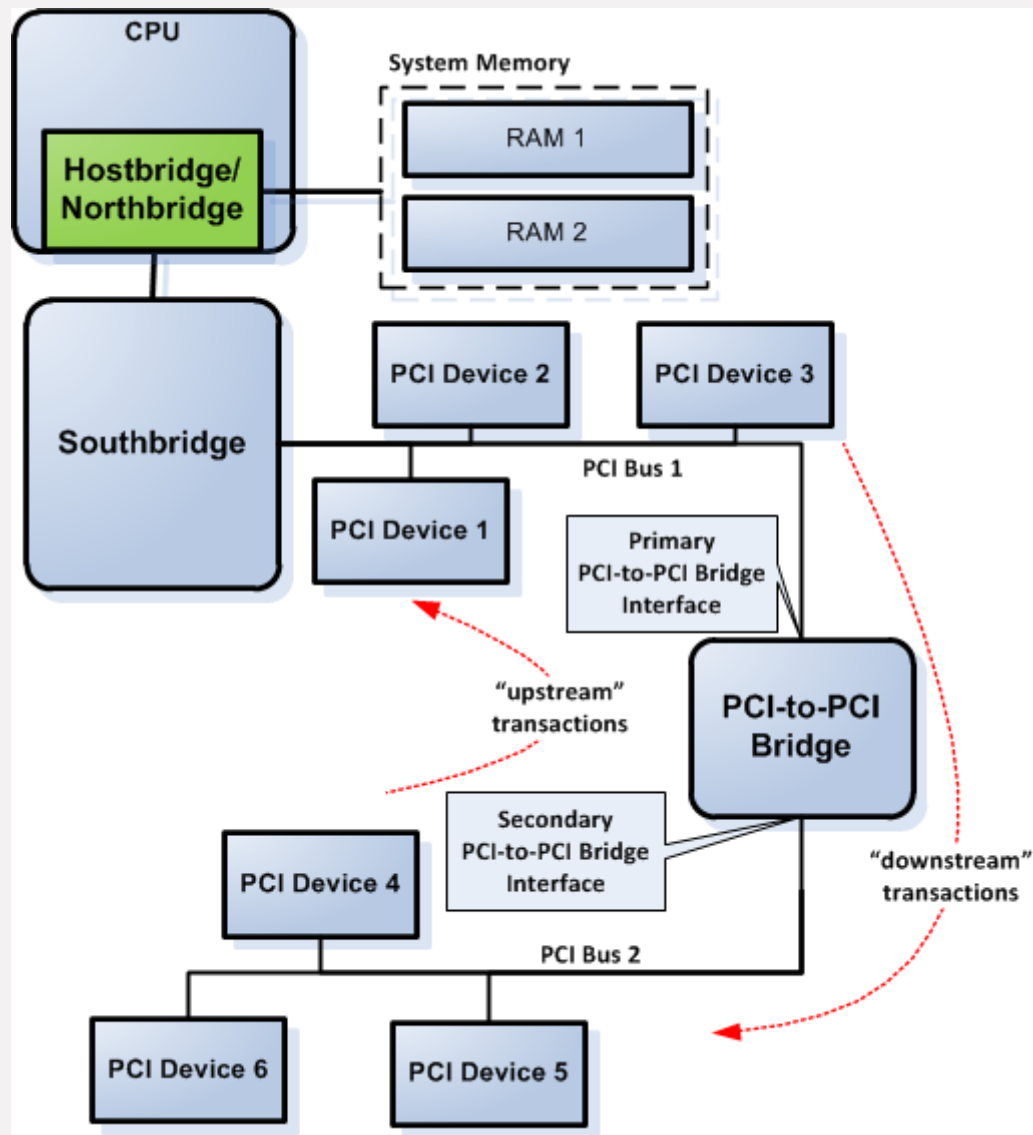 CPU
System Memory
RAM 1
Hostbridge/
Northbridge
RAM 2
PCI Device 2
PCI Device 3
Southbridge
PCI Bus 1
PCI Device 1
Primary
PCI-to-PCI Bridge
Interface
“upstream”
transactions
PCI-to-PCI
Bridge
Secondary
PCI-to-PCI Bridge
Interface
“downstream”
transactions
PCI Device 4
PCI Bus 2
PCI Device 6
PCI Device 5